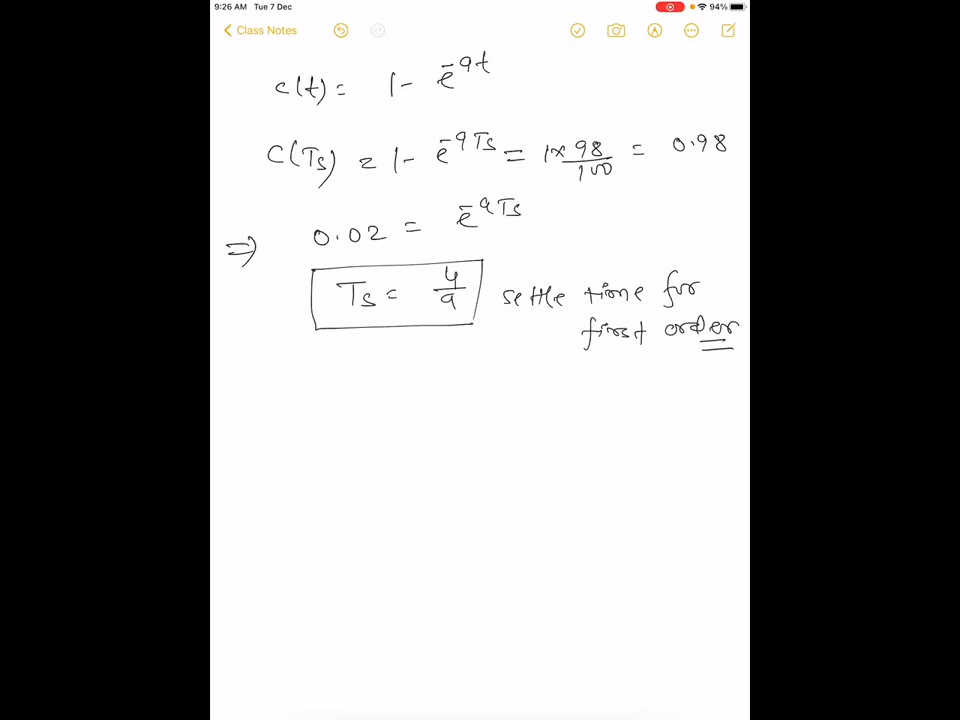 9:26 AM Tue 7 Dec 94%
Class Notes
c(t) = 1 - e^-at
C(Ts) = 1 - e^-aTs = 1 x 98/100 = 0.98
=> 0.02 = e^-aTs
Ts = 4/a settle time for
first order